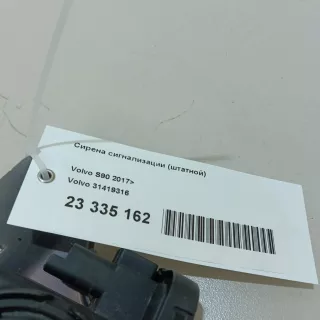 Сирена сигнализации (штатной)
Volvo S90 2017>
Volvo 31419316
23 335 162